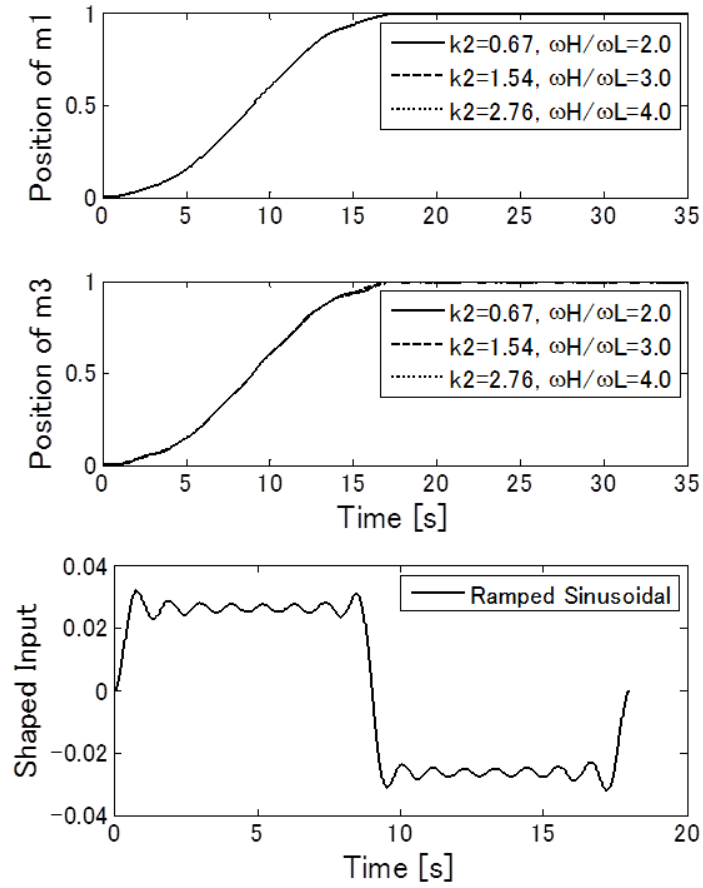 Position of m1
1
0.5
0
k2=0.67, ωH/ωL=2.0
k2=1.54, ωH/ωL=3.0
k2=2.76, ωH/ωL=4.0
0 5 10 15 20 25 30 35
Position of m3
1
0.5
0
k2=0.67, ωH/ωL=2.0
k2=1.54, ωH/ωL=3.0
k2=2.76, ωH/ωL=4.0
0 5 10 15 20 25 30 35
Time [s]
Shaped Input
0.04
0.02
0
−0.02
−0.04
Ramped Sinusoidal
0 5 10 15 20
Time [s]